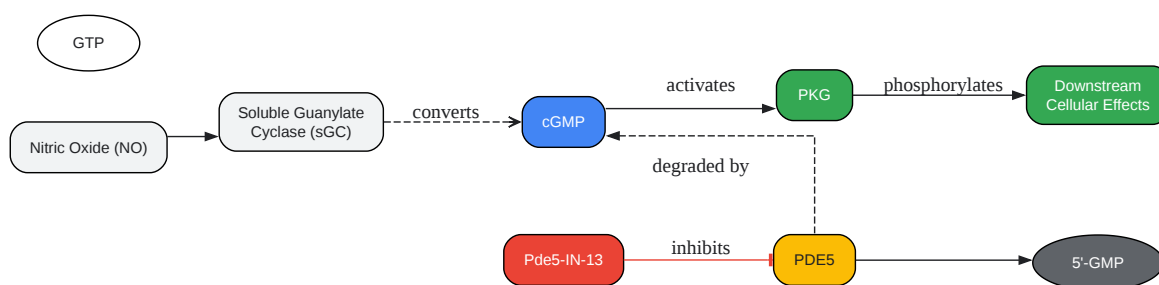 GTP
Nitric Oxide (NO)
Soluble Guanylate
Cyclase (sGC)
converts
cGMP
activates
PKG
phosphorylates
Downstream
Cellular Effects
degraded by
Pde5-IN-13
inhibits
PDE5
5'-GMP